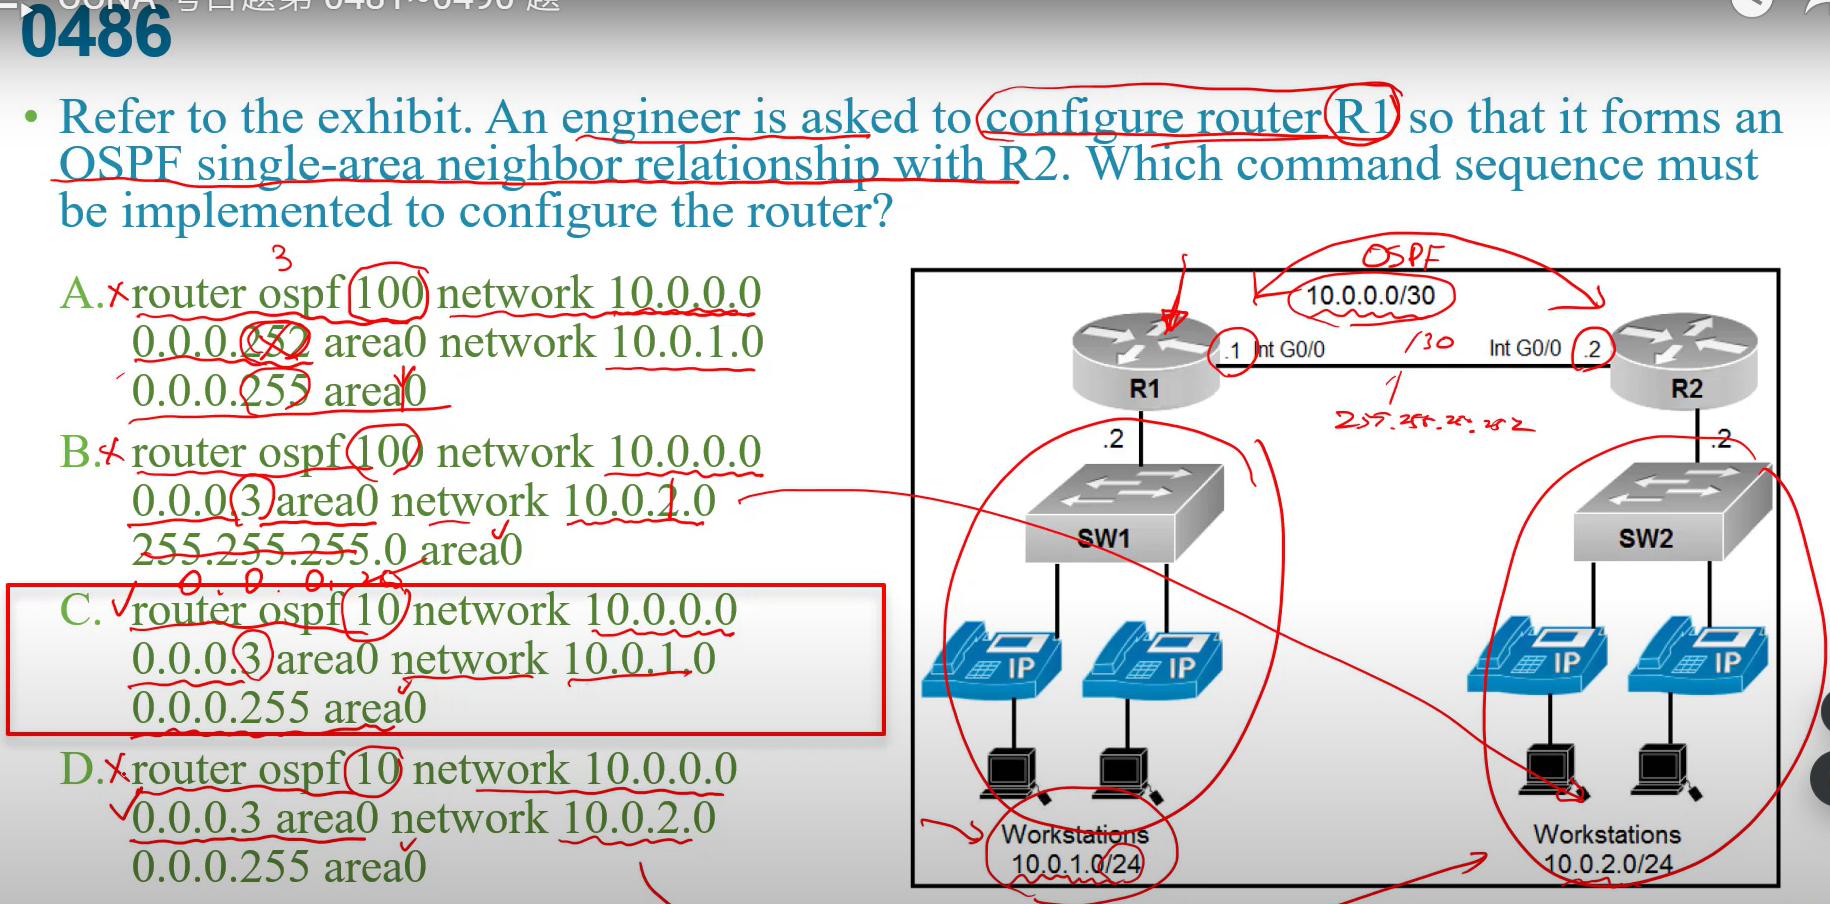 0486
• Refer to the exhibit. An engineer is asked to configure router R1 so that it forms an
OSPF single-area neighbor relationship with R2. Which command sequence must
be implemented to configure the router?
3
A. router ospf 100 network 10.0.0.0
0.0.0.252 area0 network 10.0.1.0
0.0.0.255 area0
B. router ospf 100 network 10.0.0.0
0.0.0.3 area0 network 10.0.2.0
255.255.255.0 area0
0.0.0.
C. router ospf 10 network 10.0.0.0
0.0.0.3 area0 network 10.0.1.0
0.0.0.255 area0
D. router ospf 10 network 10.0.0.0
0.0.0.3 area0 network 10.0.2.0
0.0.0.255 area0
OSPF
10.0.0.0/30
.1 Int G0/0
/30
Int G0/0 .2
R1
R2
.2
.2
SW1
SW2
IP
IP
IP
IP
Workstations
10.0.1.0/24
Workstations
10.0.2.0/24